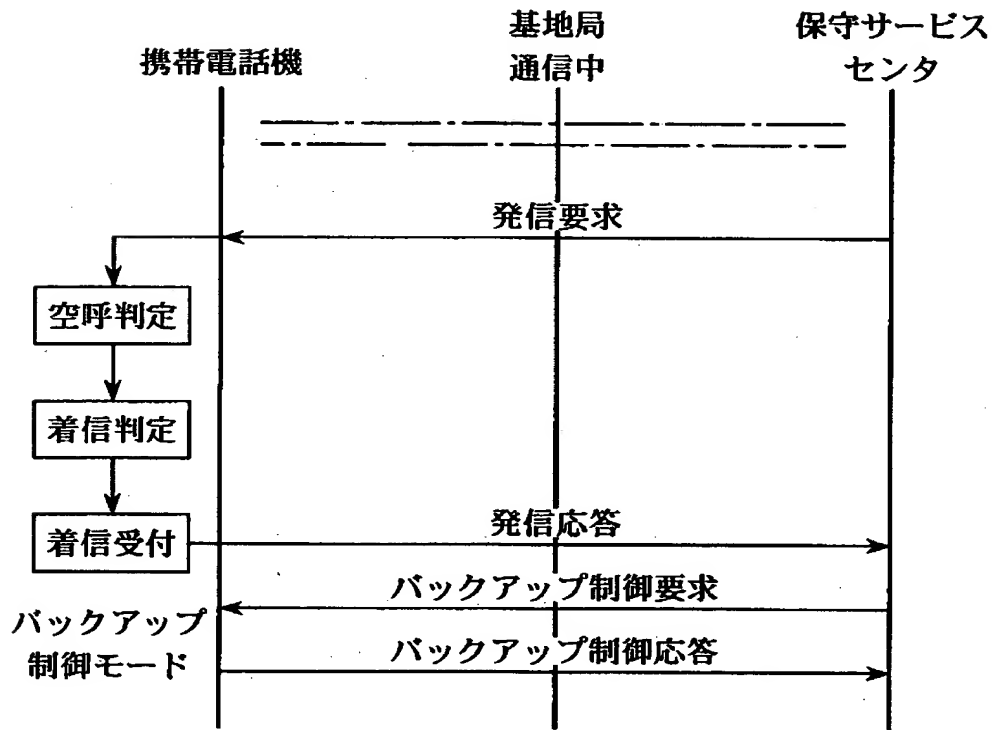 携帯電話機
基地局
通信中
保守サービス
センタ
発信要求
空呼判定
着信判定
着信受付
発信応答
バックアップ制御要求
バックアップ
制御モード
バックアップ制御応答